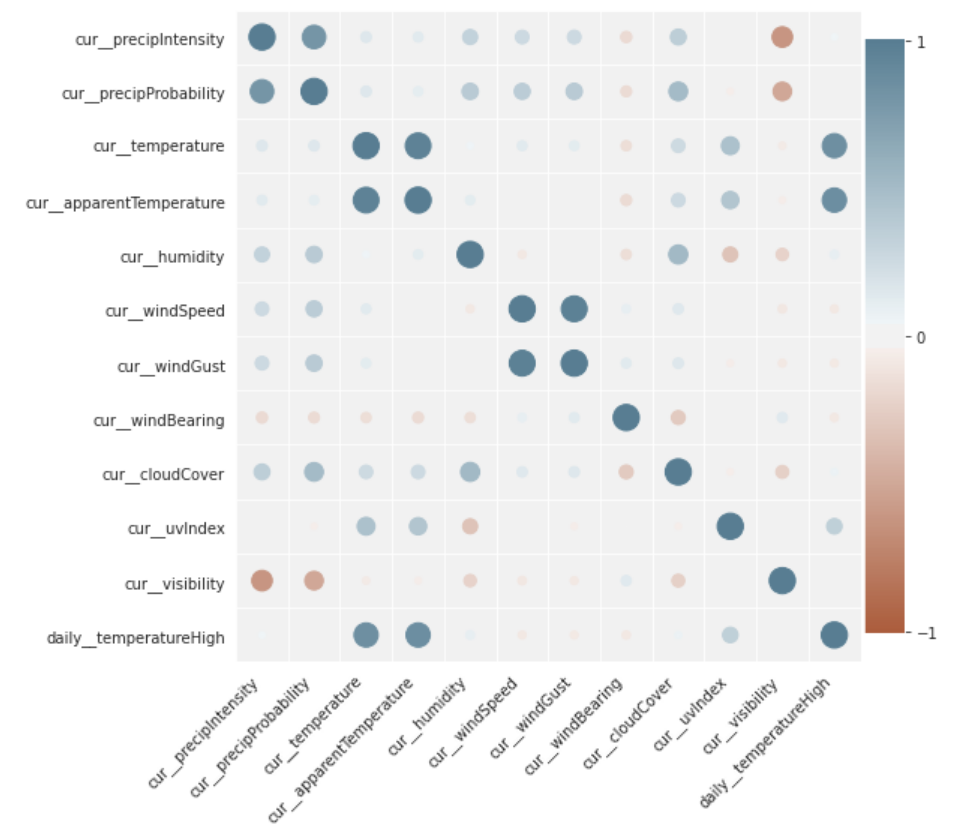 cur__precipIntensity
cur__precipProbability
cur__temperature
cur__apparentTemperature
cur__humidity
cur__windSpeed
cur__windGust
cur__windBearing
cur__cloudCover
cur__uvIndex
cur__visibility
daily__temperatureHigh
1
0
−1
cur__precipIntensity
cur__precipProbability
cur__temperature
cur__apparentTemperature
cur__humidity
cur__windSpeed
cur__windGust
cur__windBearing
cur__cloudCover
cur__uvIndex
cur__visibility
daily__temperatureHigh